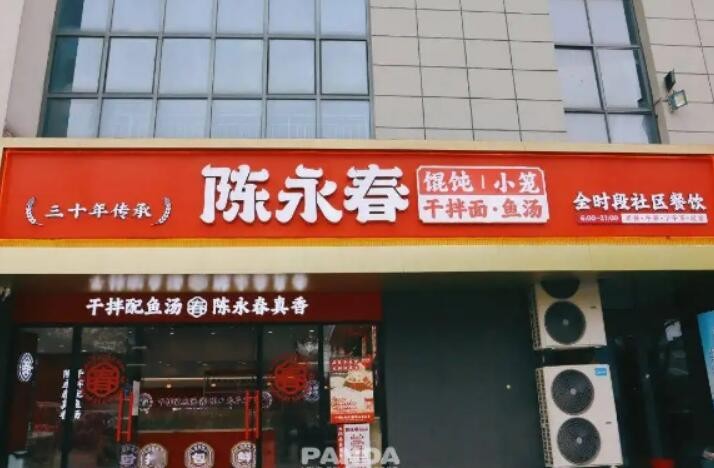 三十年传承
陈永春
馄饨|小笼
干拌面·鱼汤
全时段社区餐饮
6:00-21:00
干拌配鱼汤 春 陈永春真香
PANDA